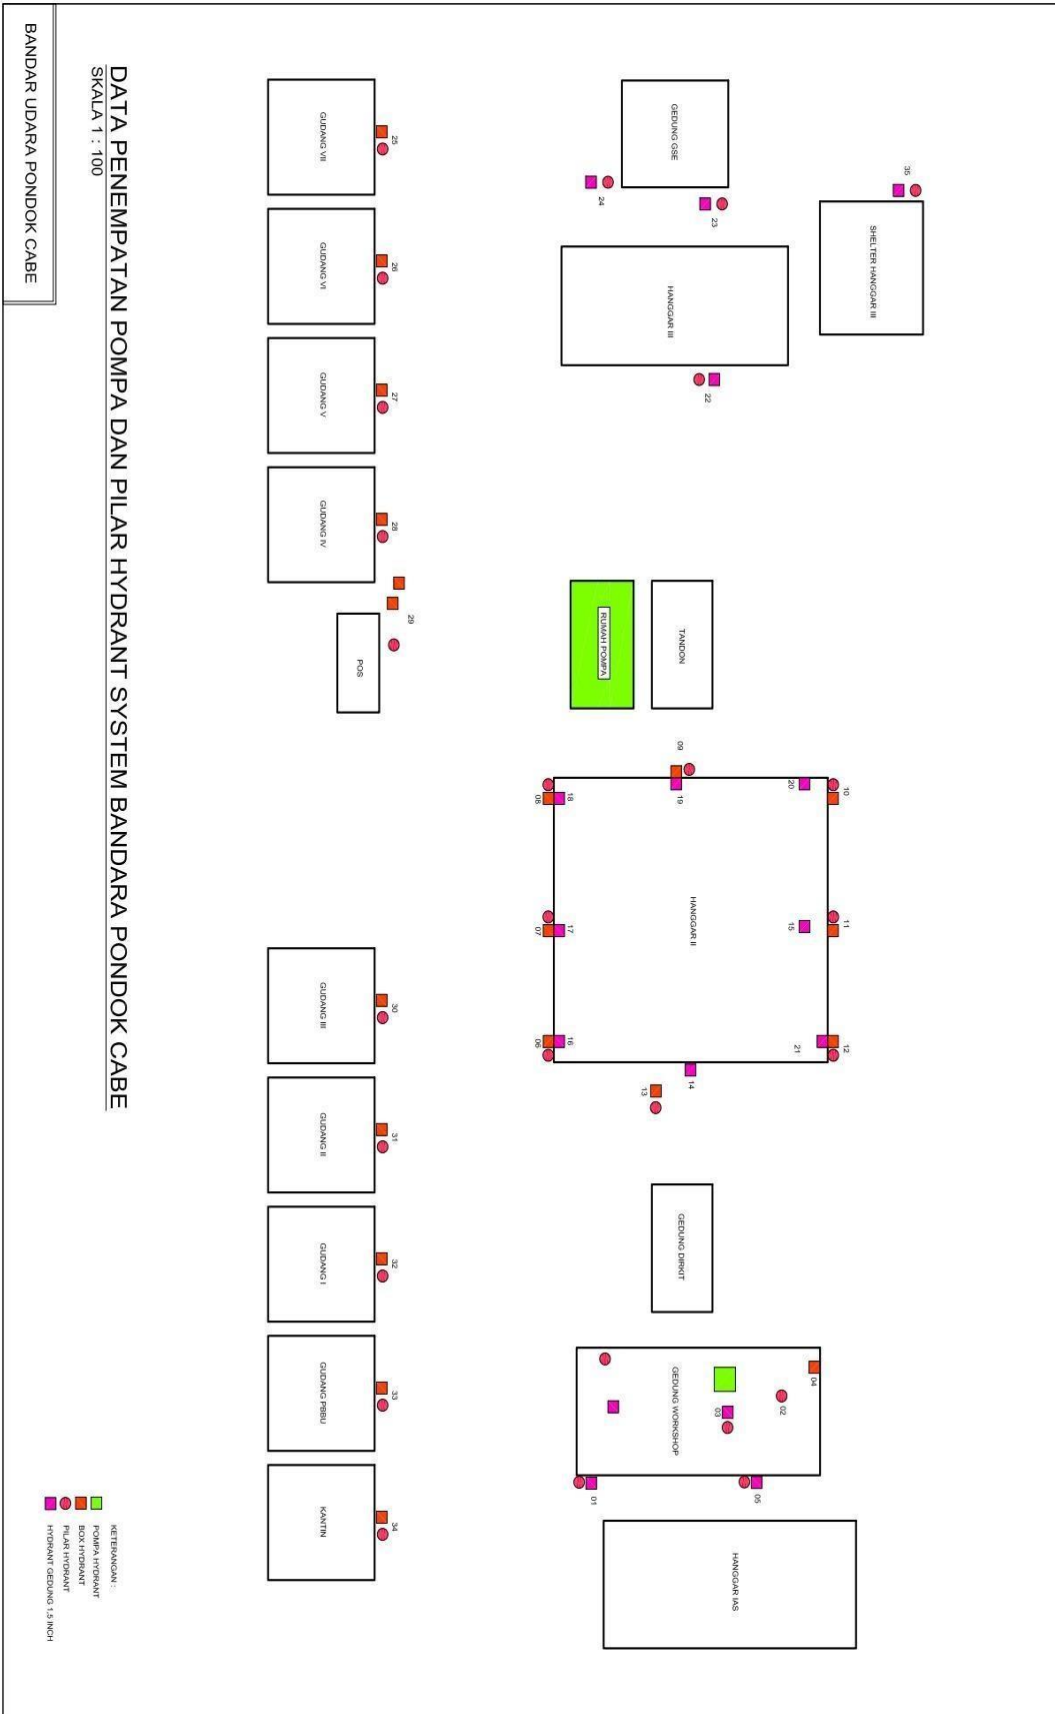 DATA PENEMPATAN POMPA DAN PILAR HYDRANT SYSTEM BANDARA PONDOK CABE
SKALA 1 : 100
BANDAR UDARA PONDOK CABE
35
SHELTER HANGGAR III
GEDUNG GSE
23
24
HANGGAR III
22
TANDON
RUMAH POMPA
10
11
12
20
15
21
09
19
HANGGAR II
14
13
18
17
16
08
07
06
GEDUNG DIRKIT
04
02
03
GEDUNG WORKSHOP
05
01
HANGGAR IAS
25
26
27
28
29
30
31
32
33
34
GUDANG VII
GUDANG VI
GUDANG V
GUDANG IV
POS
GUDANG III
GUDANG II
GUDANG I
GUDANG PBBU
KANTIN
KETERANGAN :
POMPA HYDRANT
BOX HYDRANT
PILAR HYDRANT
HYDRANT GEDUNG 1,5 INCH